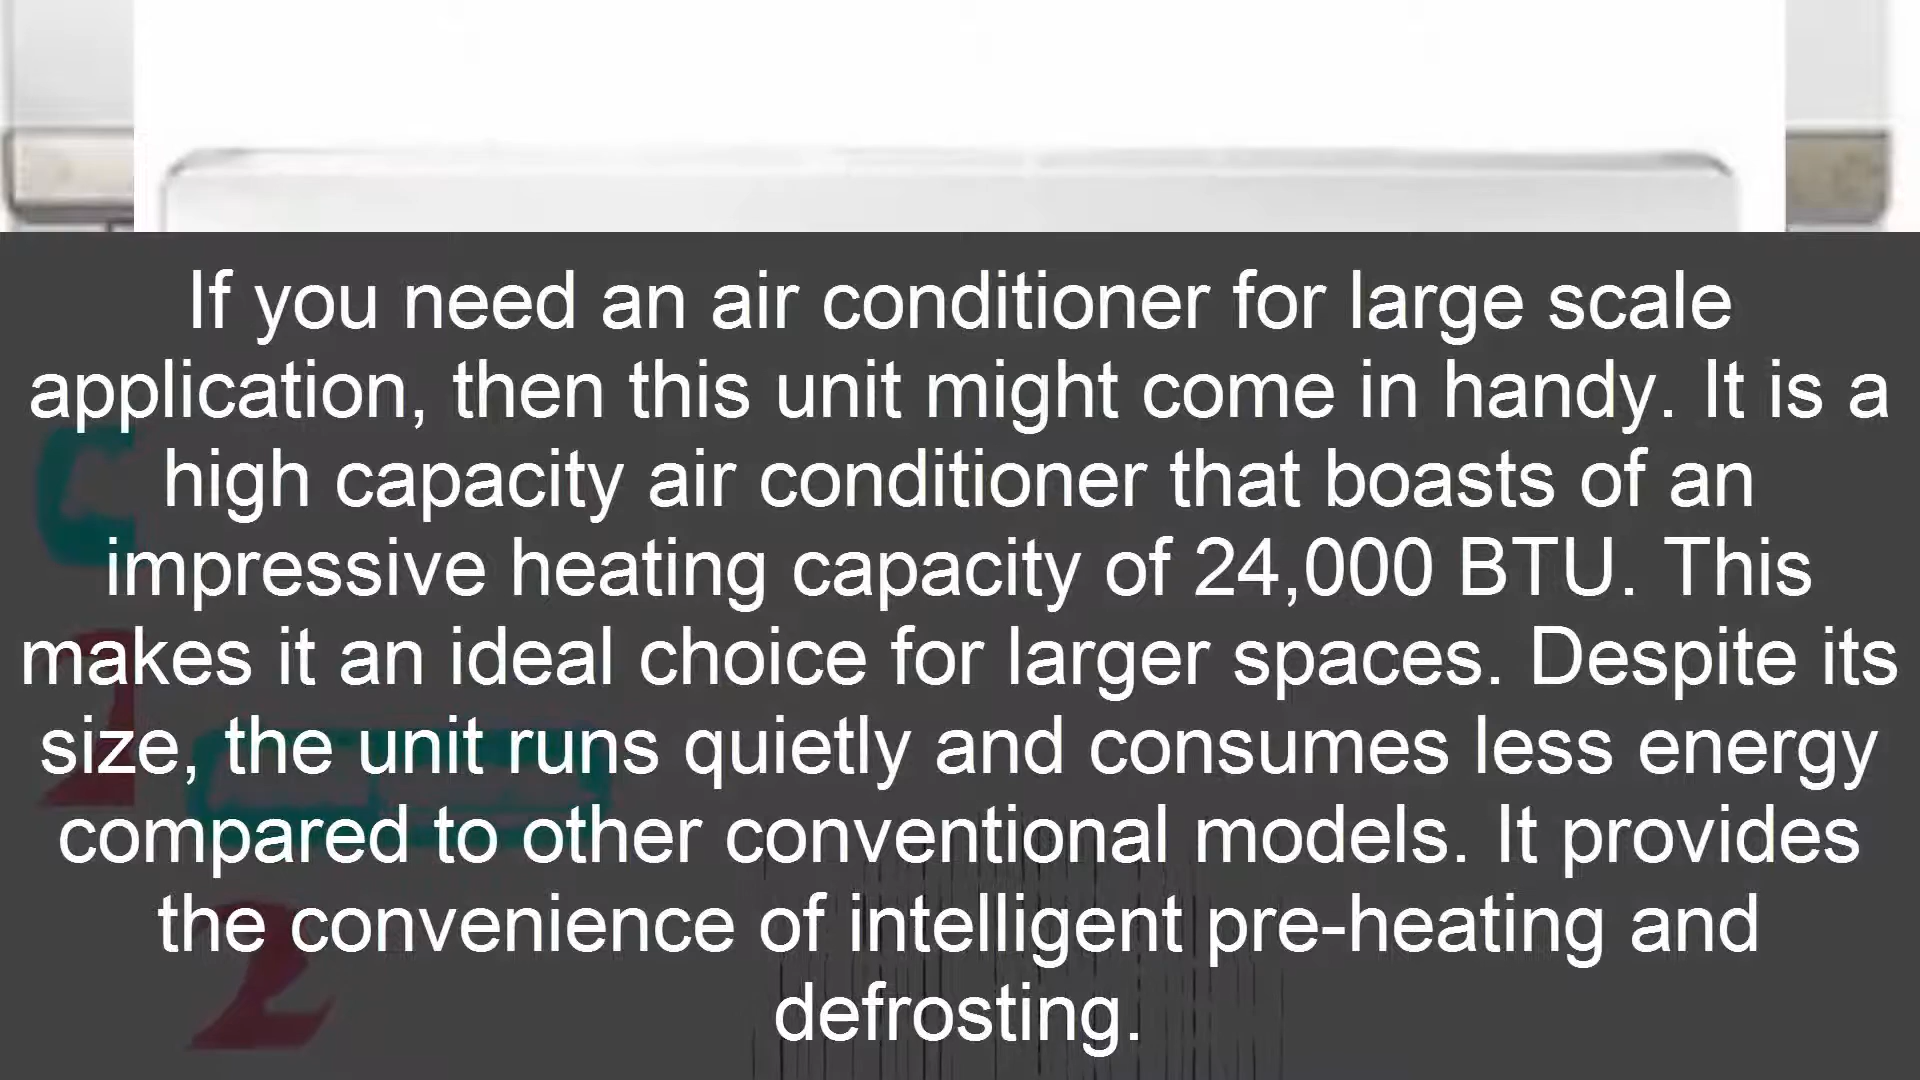 If you need an air conditioner for large scale
application, then this unit might come in handy. It is a
high capacity air conditioner that boasts of an
impressive heating capacity of 24,000 BTU. This
makes it an ideal choice for larger spaces. Despite its
size, the unit runs quietly and consumes less energy
compared to other conventional models. It provides
the convenience of intelligent pre-heating and
defrosting.